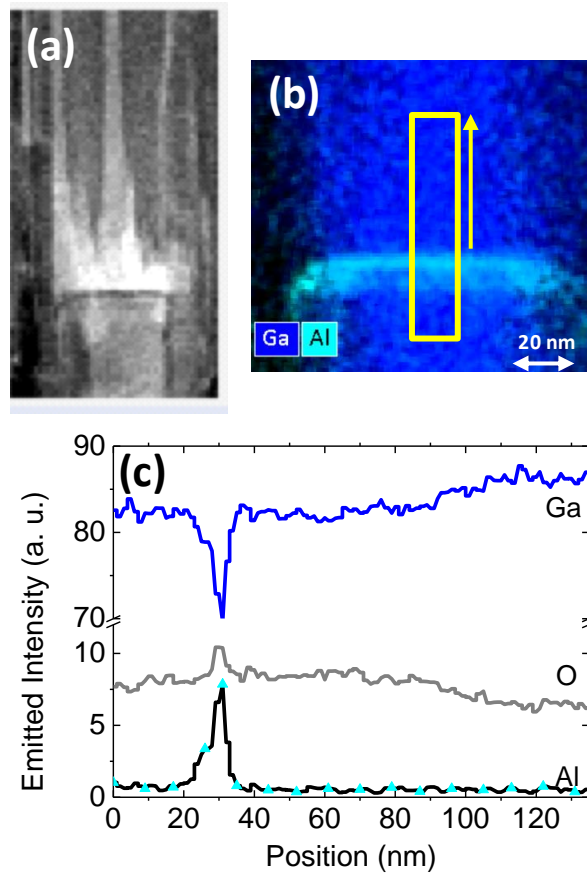 (a)
(b)
Ga Al
20 nm
(c)
90
80
70
10
5
0
Ga
O
Al
0 20 40 60 80 100 120
Emitted Intensity (a. u.)
Position (nm)